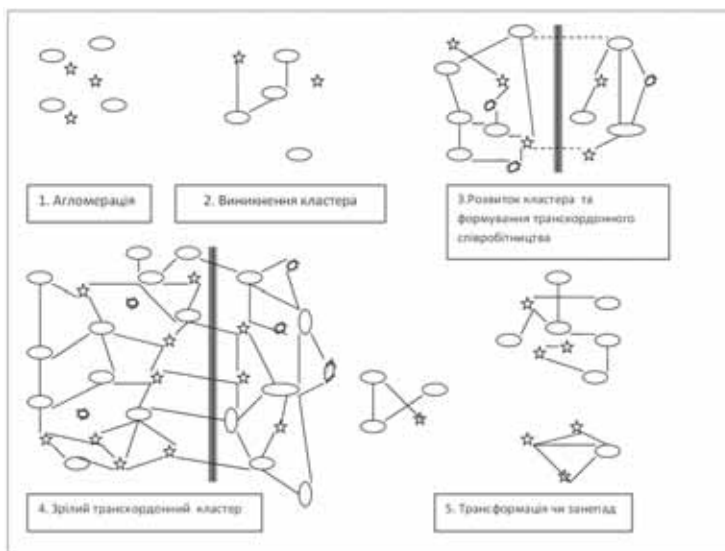 1. Агломерація
2. Виникнення кластера
3.Розвиток кластера та
формування транскордонного
співробітництва
4. Зрілий транскордонний кластер
5. Трансформація чи занепад